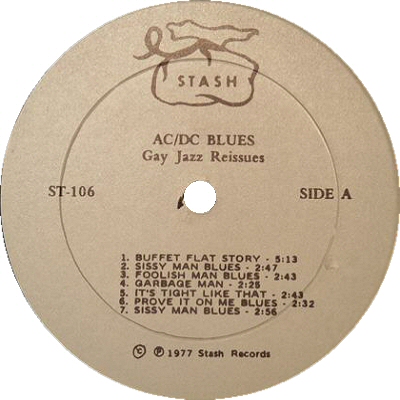 STASH
AC/DC BLUES
Gay Jazz Reissues
ST-106
SIDE A
1. BUFFET FLAT STORY - 5:13
2. SISSY MAN BLUES - 2:47
3. FOOLISH MAN BLUES - 2:43
4. GARBAGE MAN - 2:25
5. IT'S TIGHT LIKE THAT - 2:43
6. PROVE IT ON ME BLUES - 2:32
7. SISSY MAN BLUES - 2:56
© ℗ 1977 Stash Records